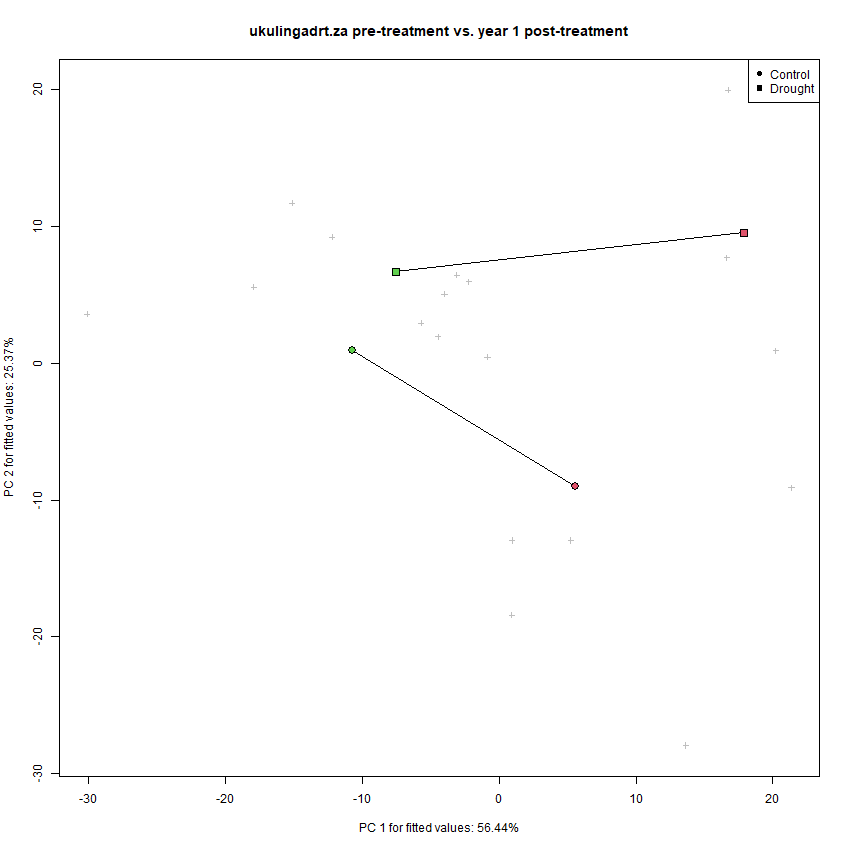 ukulingadrt.za pre-treatment vs. year 1 post-treatment
Control
Drought
20
10
0
-10
-20
-30
PC 2 for fitted values: 25.37%
-30
-20
-10
0
10
20
PC 1 for fitted values: 56.44%